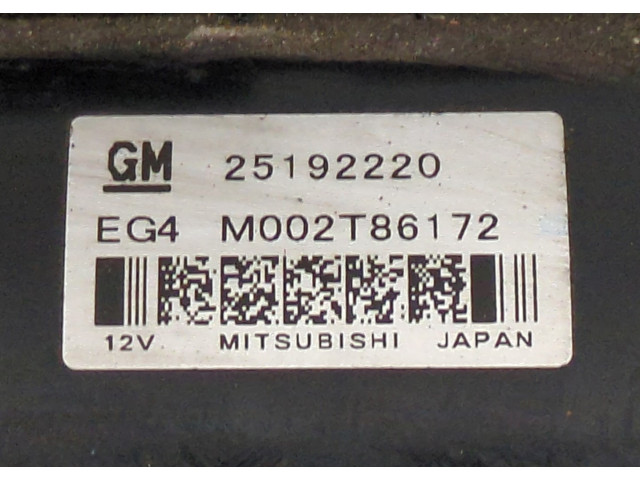 GM 25192220
EG4 M002T86172
12V MITSUBISHI JAPAN